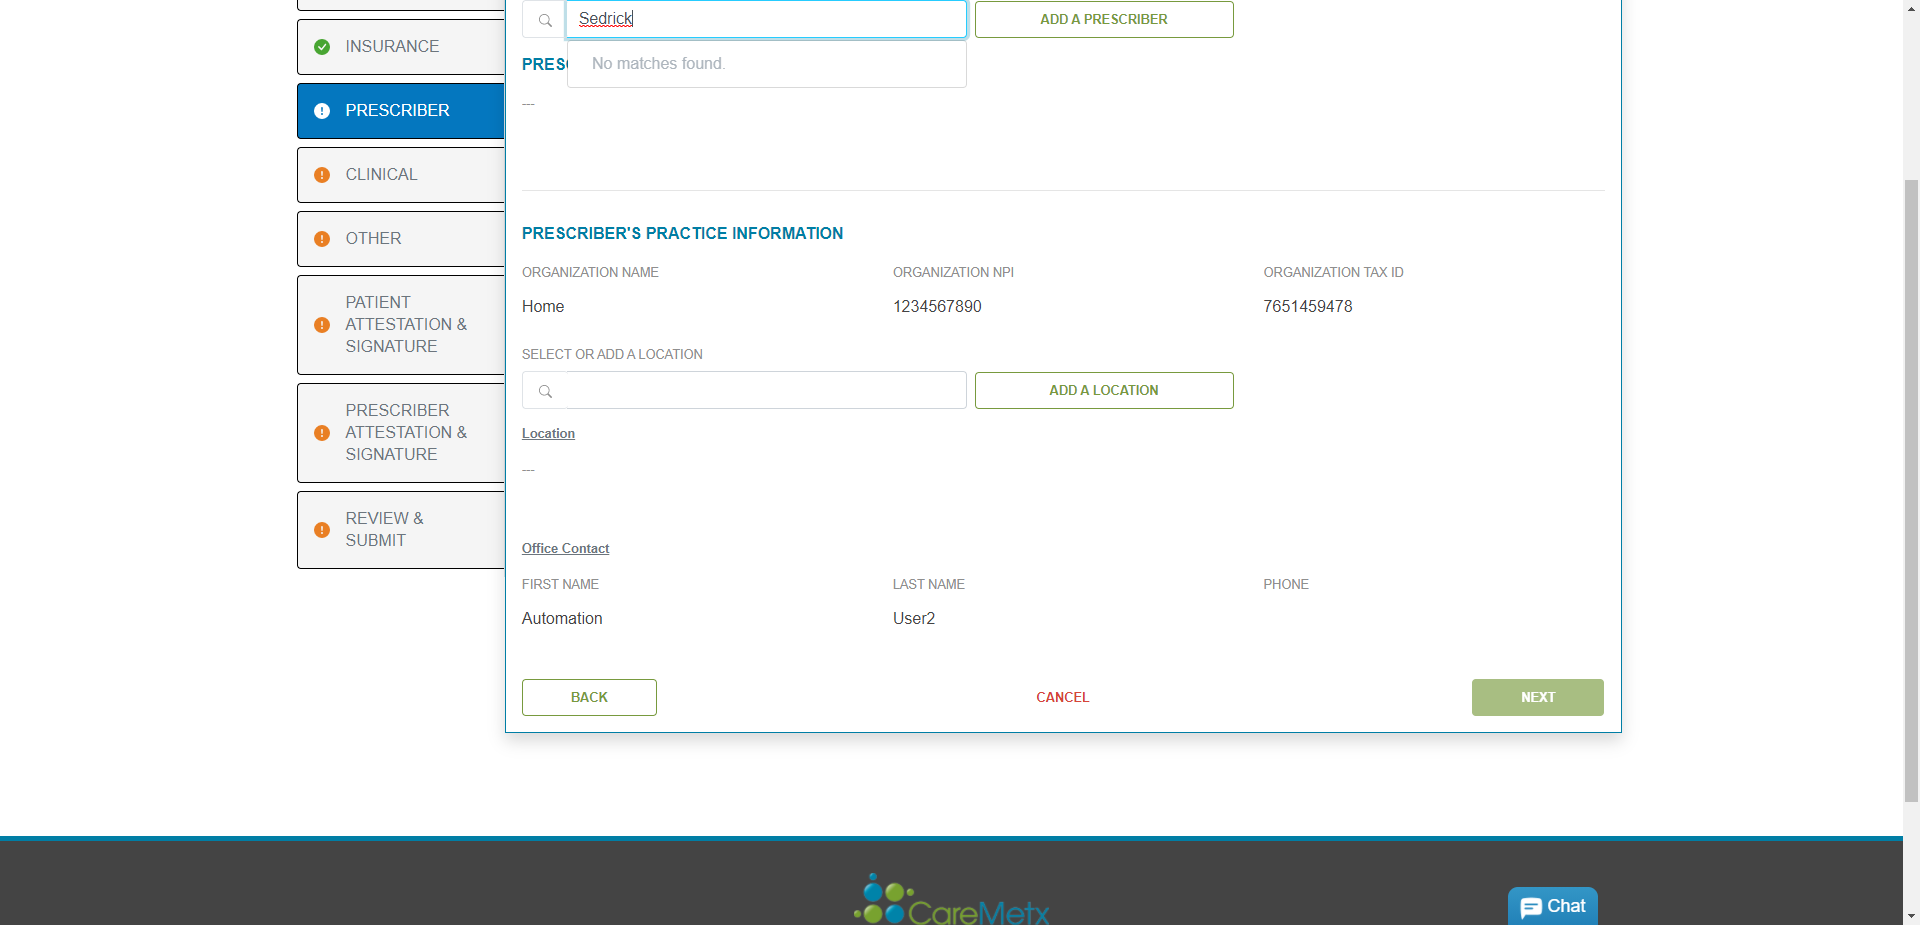 Sedrick
ADD A PRESCRIBER
No matches found.
PRES
---
INSURANCE
PRESCRIBER
CLINICAL
OTHER
PATIENT
ATTESTATION &
SIGNATURE
PRESCRIBER
ATTESTATION &
SIGNATURE
REVIEW &
SUBMIT
PRESCRIBER'S PRACTICE INFORMATION
ORGANIZATION NAME
ORGANIZATION NPI
ORGANIZATION TAX ID
Home
1234567890
7651459478
SELECT OR ADD A LOCATION
ADD A LOCATION
Location
---
Office Contact
FIRST NAME
LAST NAME
PHONE
Automation
User2
BACK
CANCEL
NEXT
CareMetx
Chat